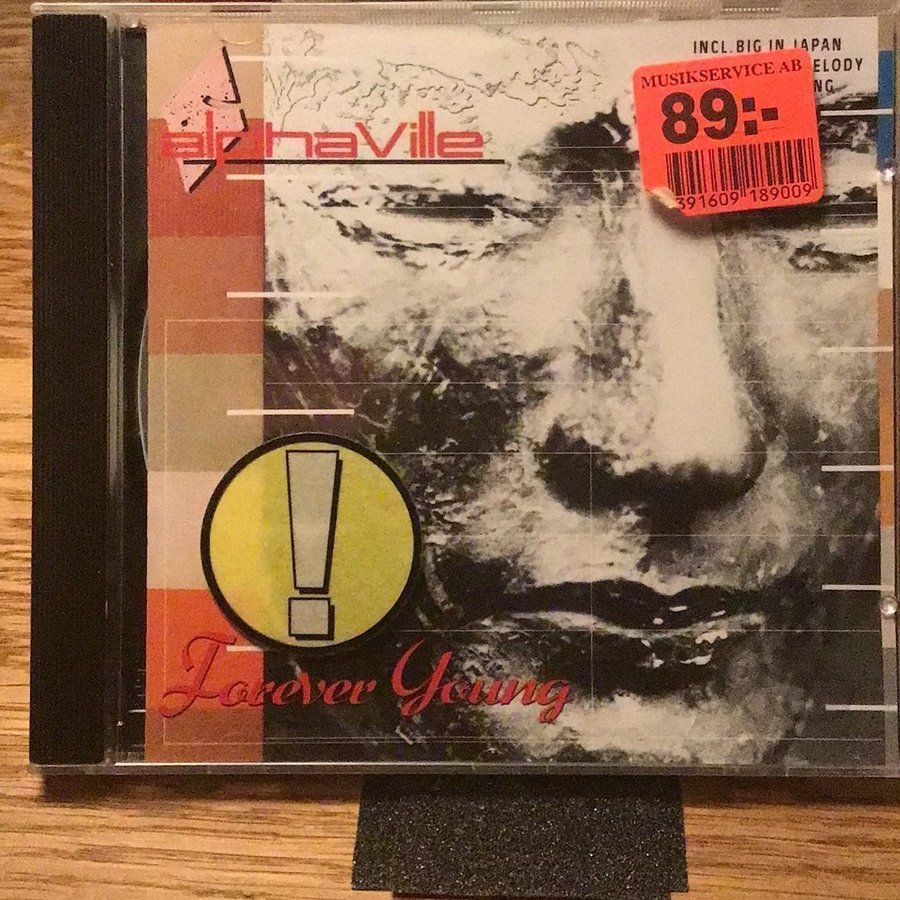 INCL. BIG IN JAPAN
ELODY
NG
MUSIKSERVICE AB
89:-
391609 189009
alphaVille
!
Forever Young